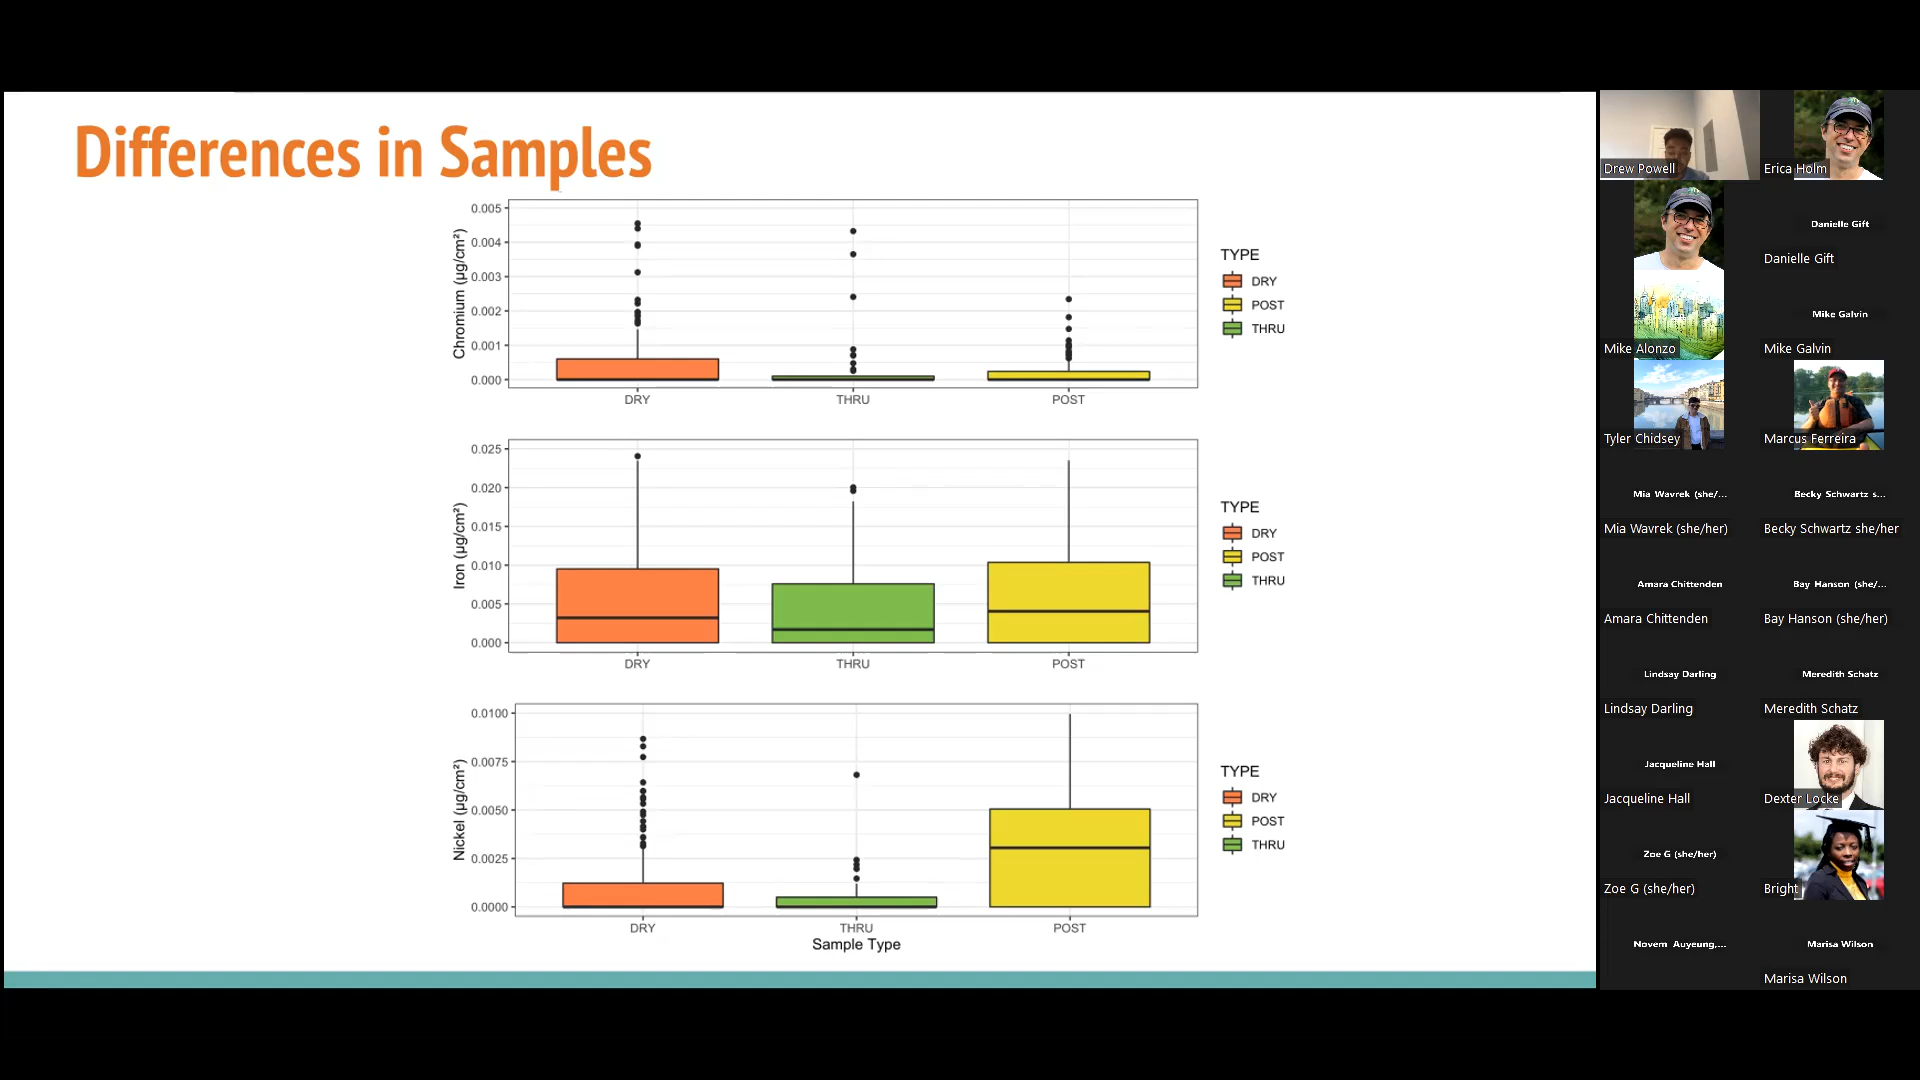 Differences in Samples
Chromium (µg/cm²)
0.005
0.004
0.003
0.002
0.001
0.000
DRY
THRU
POST
TYPE
DRY
POST
THRU
Iron (µg/cm²)
0.025
0.020
0.015
0.010
0.005
0.000
DRY
THRU
POST
TYPE
DRY
POST
THRU
Nickel (µg/cm²)
0.0100
0.0075
0.0050
0.0025
0.0000
DRY
THRU
POST
Sample Type
TYPE
DRY
POST
THRU
Drew Powell
Erica Holm
Danielle Gift
Danielle Gift
Mike Alonzo
Mike Galvin
Mike Galvin
Tyler Chidsey
Marcus Ferreira
Mia Wavrek (she/...
Mia Wavrek (she/her)
Becky Schwartz s...
Becky Schwartz she/her
Amara Chittenden
Amara Chittenden
Bay Hanson (she/...
Bay Hanson (she/her)
Lindsay Darling
Lindsay Darling
Meredith Schatz
Meredith Schatz
Jacqueline Hall
Jacqueline Hall
Dexter Locke
Zoe G (she/her)
Zoe G (she/her)
Bright
Novem Auyeung,...
Marisa Wilson
Marisa Wilson